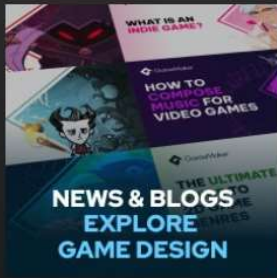 WHAT IS AN
INDIE GAME?
GameMaker
HOW TO
COMPOSE
MUSIC FOR
VIDEO GAMES
GameMaker
THE ULTIMATE
NEWS & BLOGS
EXPLORE
GAME DESIGN